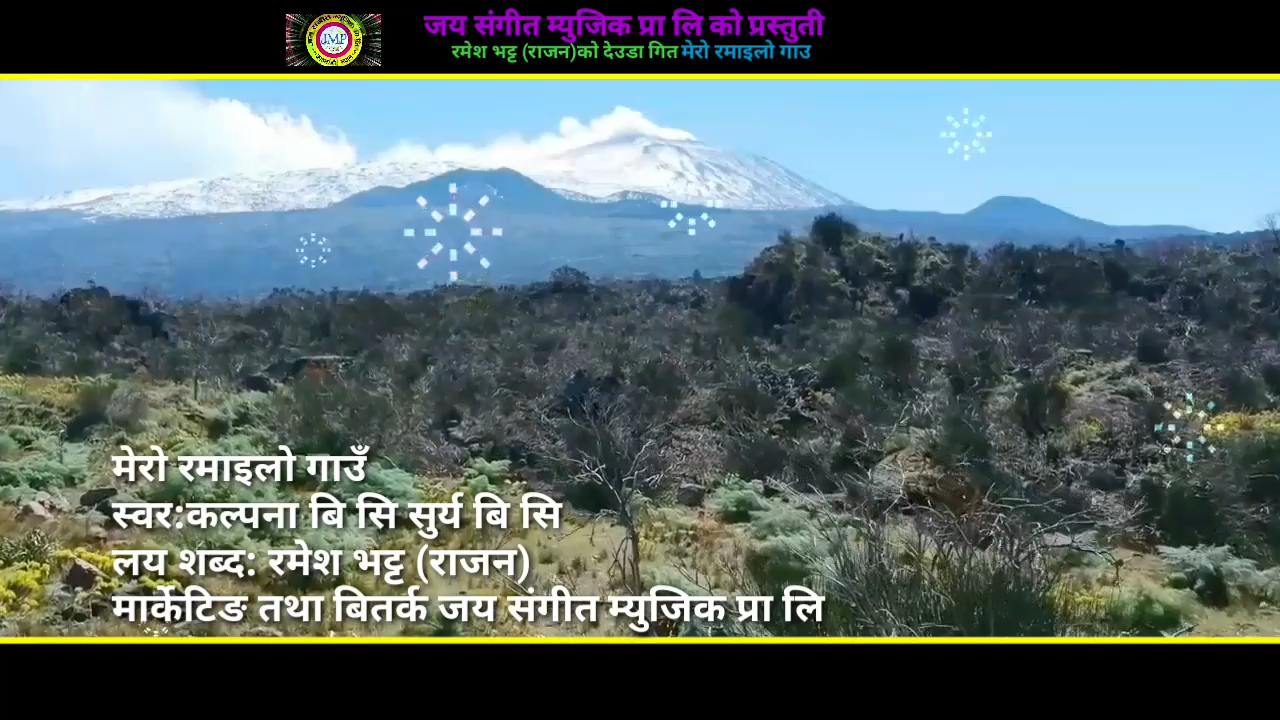 जय संगीत म्युजिक प्रा लि को प्रस्तुती
रमेश भट्ट (राजन)को देउडा गित मेरो रमाइलो गाउ
JMP
मेरो रमाइलो गाउँ
स्वर:कल्पना बि सि सुर्य बि सि
लय शब्द: रमेश भट्ट (राजन)
मार्केटिङ तथा बितर्क जय संगीत म्युजिक प्रा लि